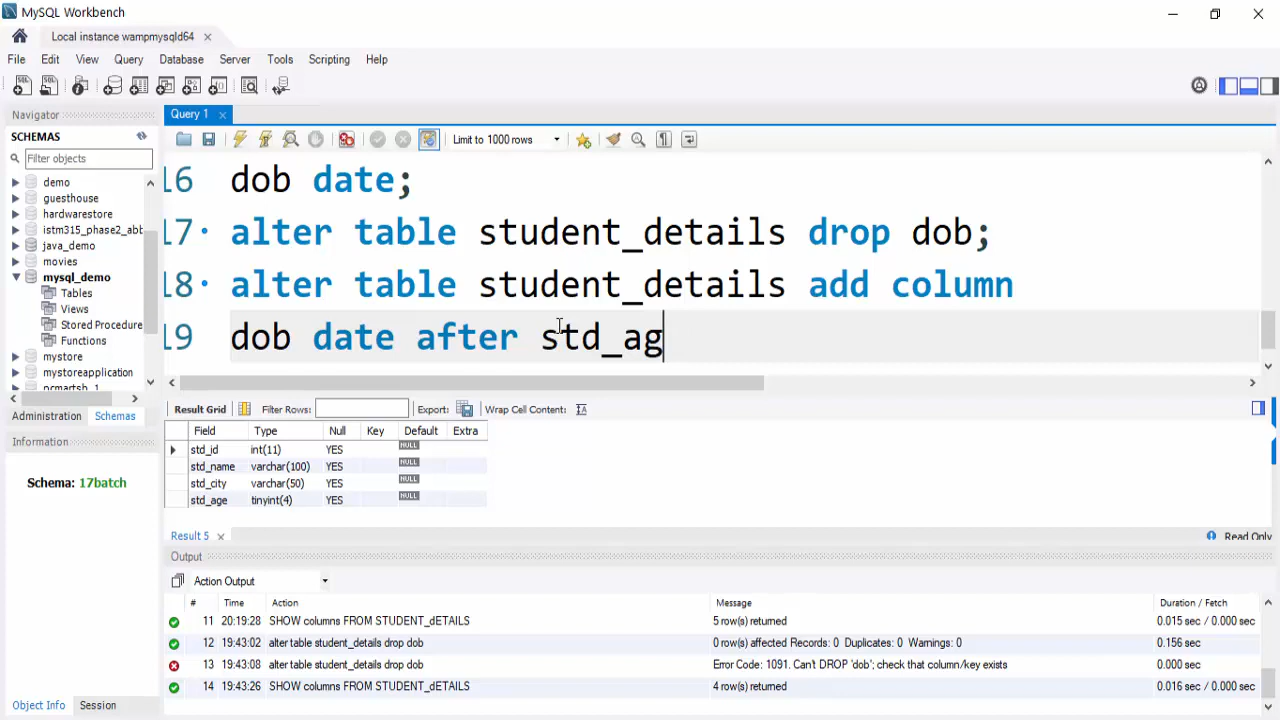 MySQL Workbench
Local instance wampmysqld64
File Edit View Query Database Server Tools Scripting Help
Navigator
SCHEMAS
Filter objects
demo
guesthouse
hardwarestore
istm315_phase2_abb
java_demo
movies
mysql_demo
Tables
Views
Stored Procedure
Functions
mystore
mystoreapplication
pcmartsb_1
Administration Schemas
Information
Schema: 17batch
Object Info Session
Query 1
Limit to 1000 rows
16 dob date;
17 alter table student_details drop dob;
18 alter table student_details add column
19 dob date after std_ag
Result Grid Filter Rows: Export: Wrap Cell Content:
Field Type Null Key Default Extra
std_id int(11) YES NULL
std_name varchar(100) YES NULL
std_city varchar(50) YES NULL
std_age tinyint(4) YES NULL
Result 5 Read Only
Output
Action Output
# Time Action Message Duration / Fetch
11 20:19:28 SHOW columns FROM STUDENT_dETAILS 5 row(s) returned 0.015 sec / 0.000 sec
12 19:43:02 alter table student_details drop dob 0 row(s) affected Records: 0 Duplicates: 0 Warnings: 0 0.156 sec
13 19:43:08 alter table student_details drop dob Error Code: 1091. Can't DROP 'dob'; check that column/key exists 0.000 sec
14 19:43:26 SHOW columns FROM STUDENT_dETAILS 4 row(s) returned 0.016 sec / 0.000 sec